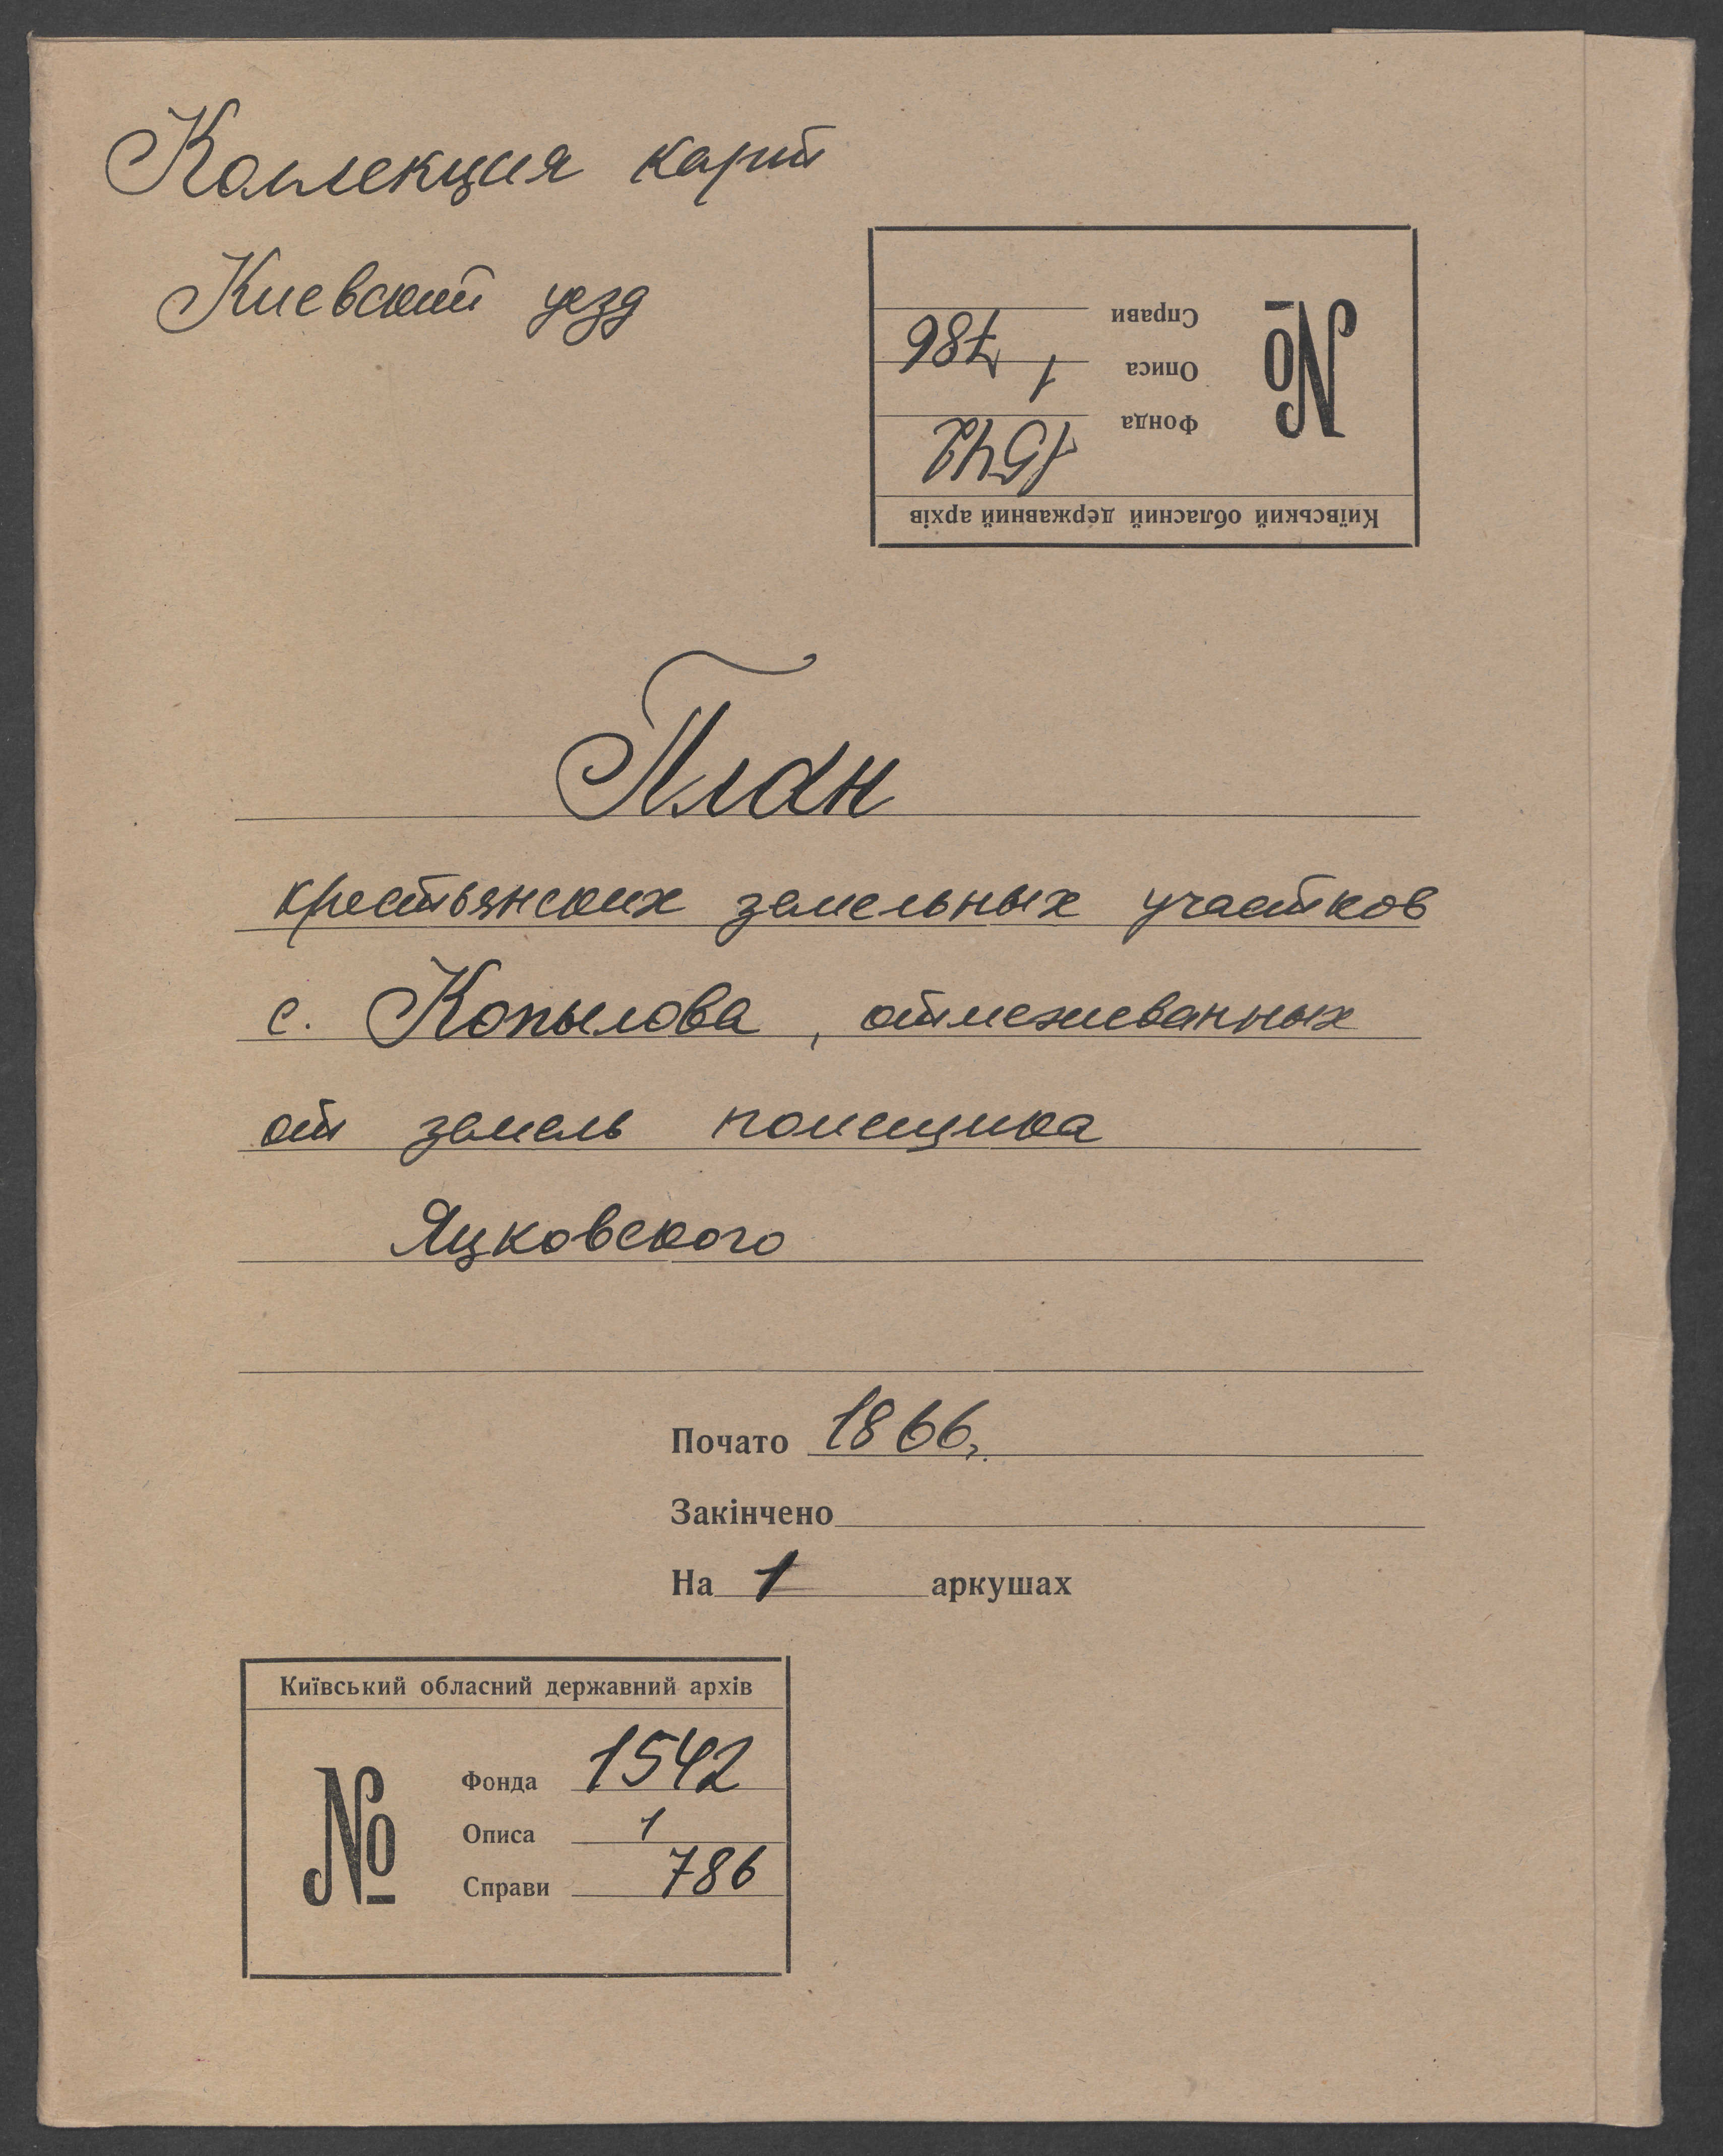 Коллекция карт
Киевский уезд
Київський обласний державний архів
№
Фонда 1542
Описа 1
Справи 786
План
крестьянских земельных участков
с. Копылова, отмежеванных
от земель помещика
Яцковского
Почато 1866г.
Закінчено
На 1 аркушах
Київський обласний державний архів
№
Фонда 1542
Описа 1
Справи 786